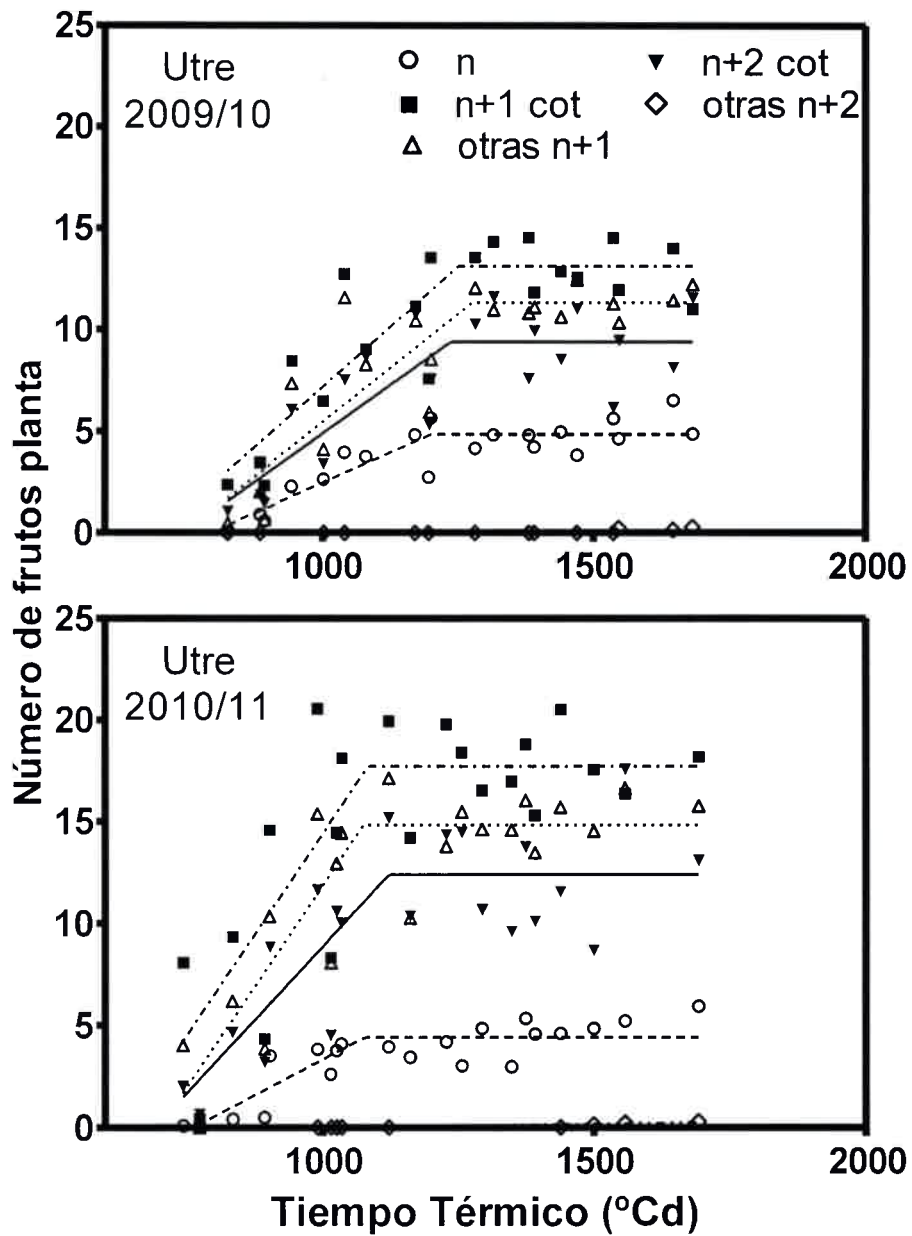 25
20
15
10
5
0
Utre
2009/10
n
n+1 cot
otras n+1
n+2 cot
otras n+2
1000
1500
2000
Número de frutos planta
25
20
15
10
5
0
Utre
2010/11
1000
1500
2000
Tiempo Térmico (ºCd)